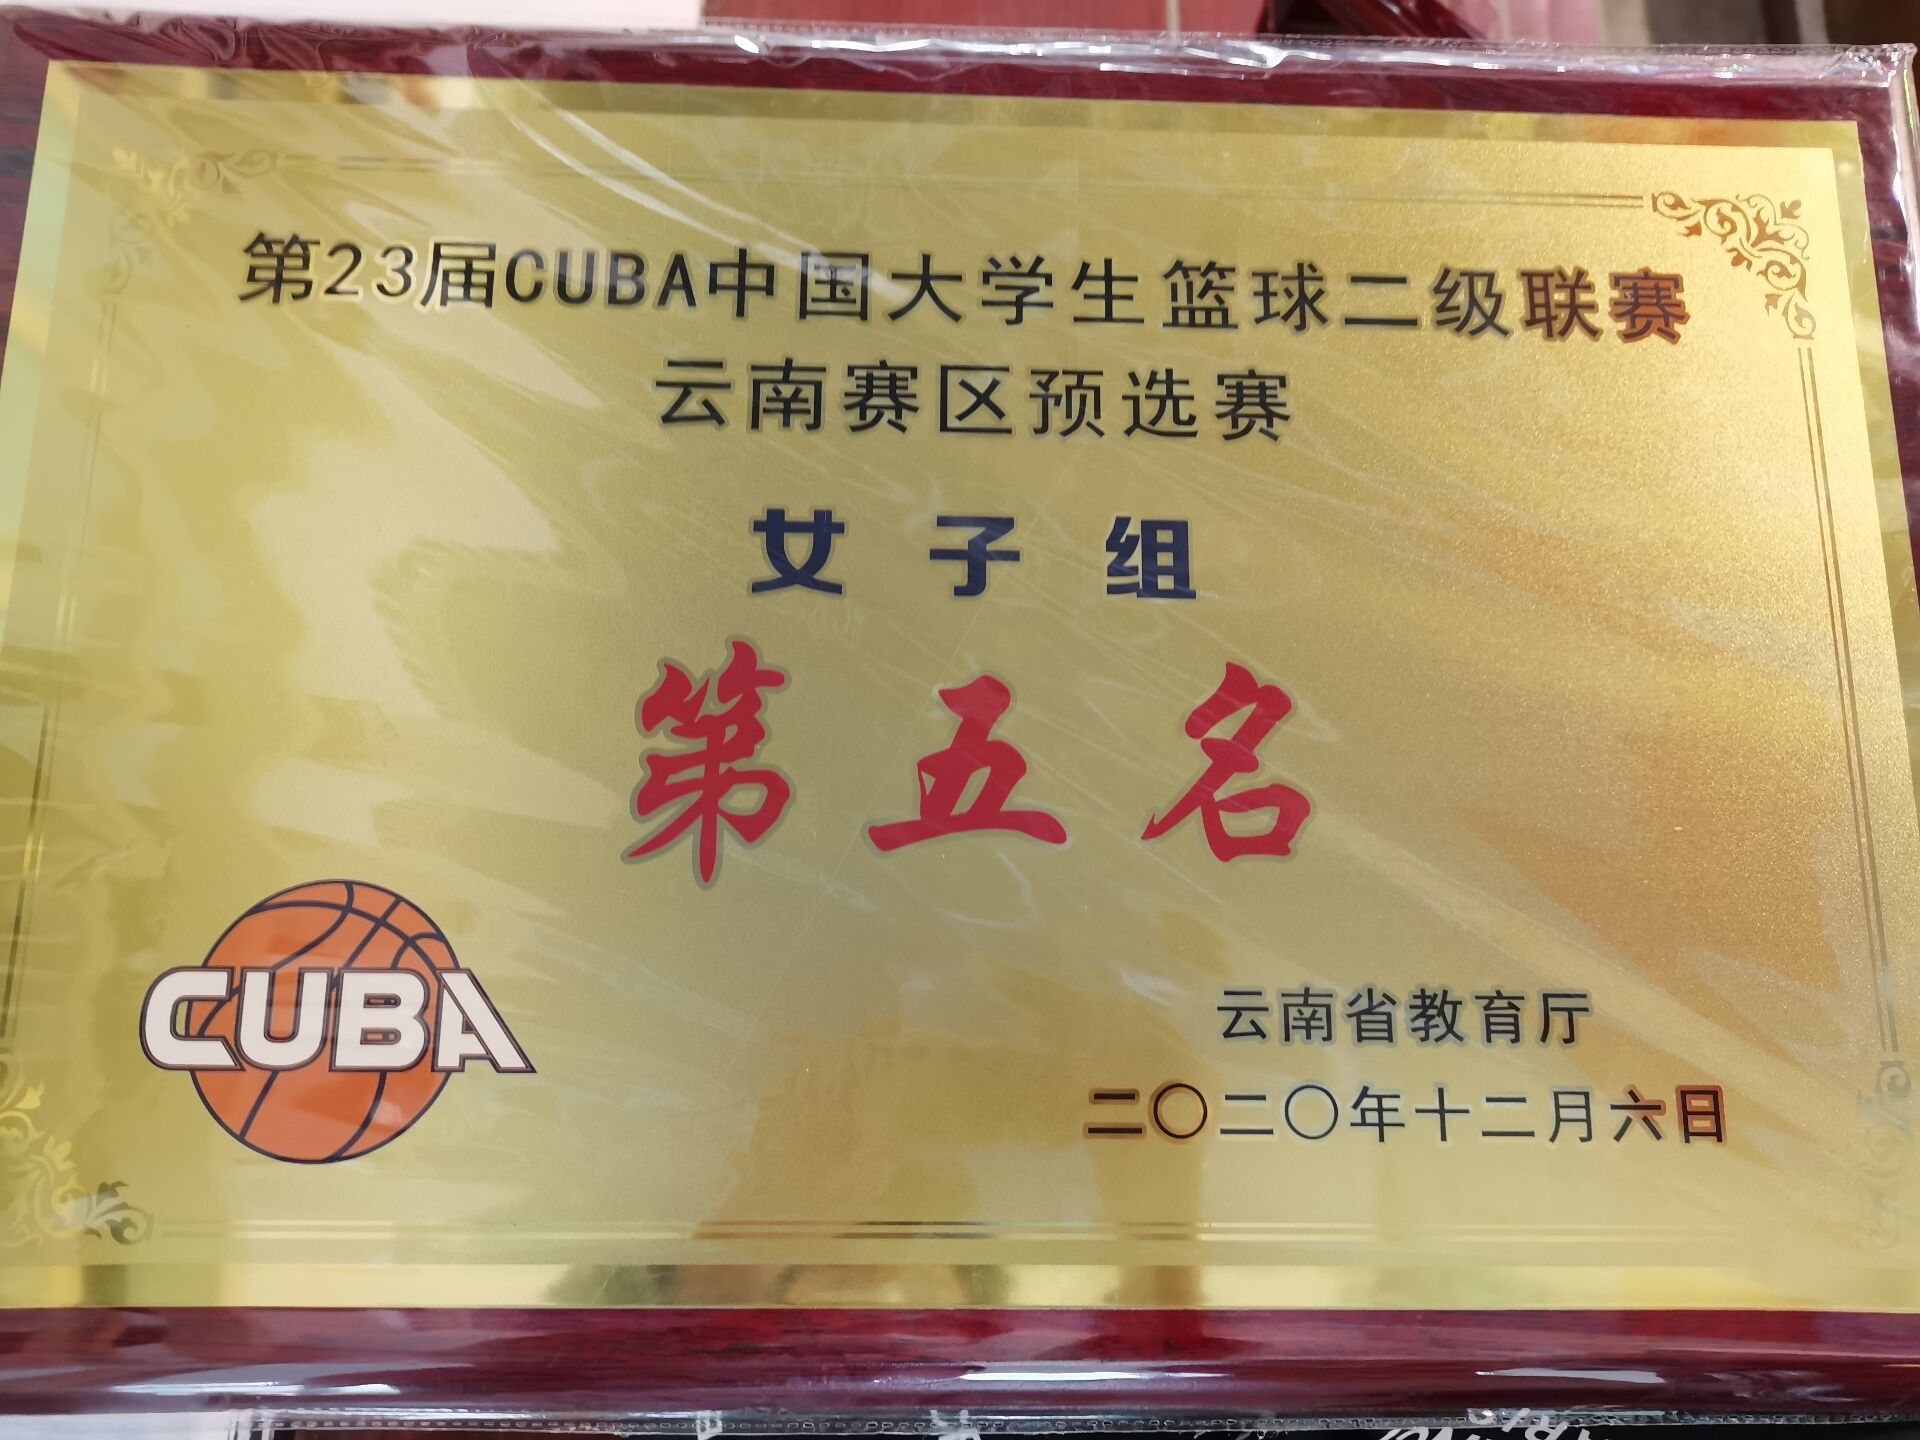 第23届CUBA中国大学生篮球二级联赛
云南赛区预选赛
女子组
第五名
CUBA
云南省教育厅
二〇二〇年十二月六日